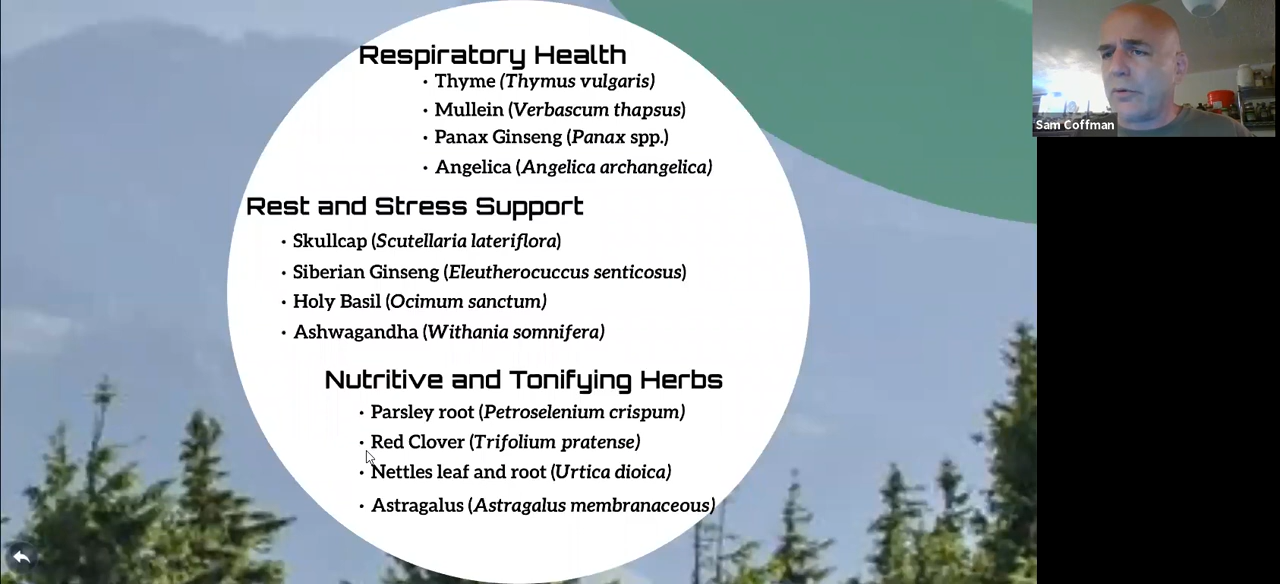 Respiratory Health
• Thyme (Thymus vulgaris)
• Mullein (Verbascum thapsus)
• Panax Ginseng (Panax spp.)
• Angelica (Angelica archangelica)
Rest and Stress Support
• Skullcap (Scutellaria lateriflora)
• Siberian Ginseng (Eleutherocuccus senticosus)
• Holy Basil (Ocimum sanctum)
• Ashwagandha (Withania somnifera)
Nutritive and Tonifying Herbs
• Parsley root (Petroselenium crispum)
• Red Clover (Trifolium pratense)
• Nettles leaf and root (Urtica dioica)
• Astragalus (Astragalus membranaceous)
Sam Coffman